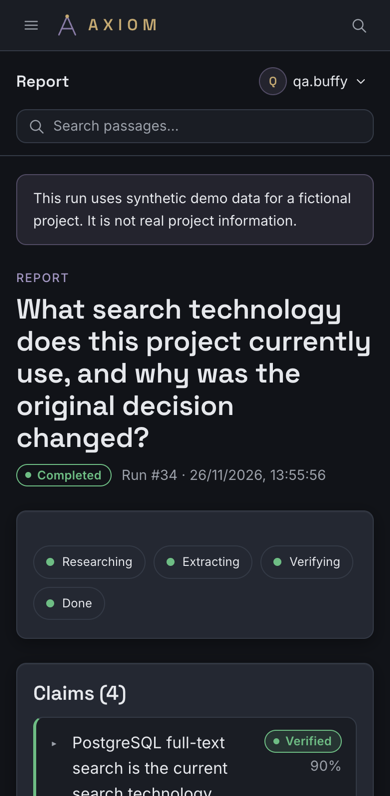 AXIOM
Report
Q
qa.buffy
Search passages...
This run uses synthetic demo data for a fictional
project. It is not real project information.
REPORT
What search technology
does this project currently
use, and why was the
original decision
changed?
Completed
Run #34 · 26/11/2026, 13:55:56
Researching
Extracting
Verifying
Done
Claims (4)
PostgreSQL full-text
Verified
search is the current
90%
search technology